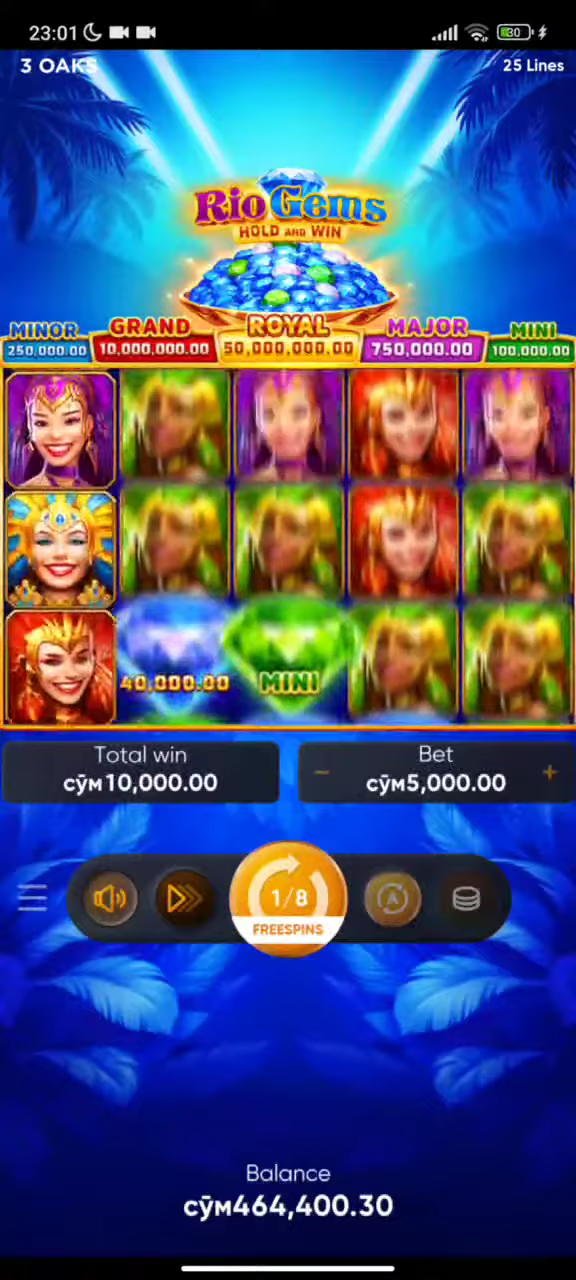 23:01
30
3 OAKS
25 Lines
Rio Gems
HOLD AND WIN
MINOR
250,000.00
GRAND
10,000,000.00
ROYAL
50,000,000.00
MAJOR
750,000.00
MINI
100,000.00
40,000.00
MINI
Total win
сўм10,000.00
Bet
− сўм5,000.00 +
A
1/8
FREESPINS
Balance
сўм464,400.30